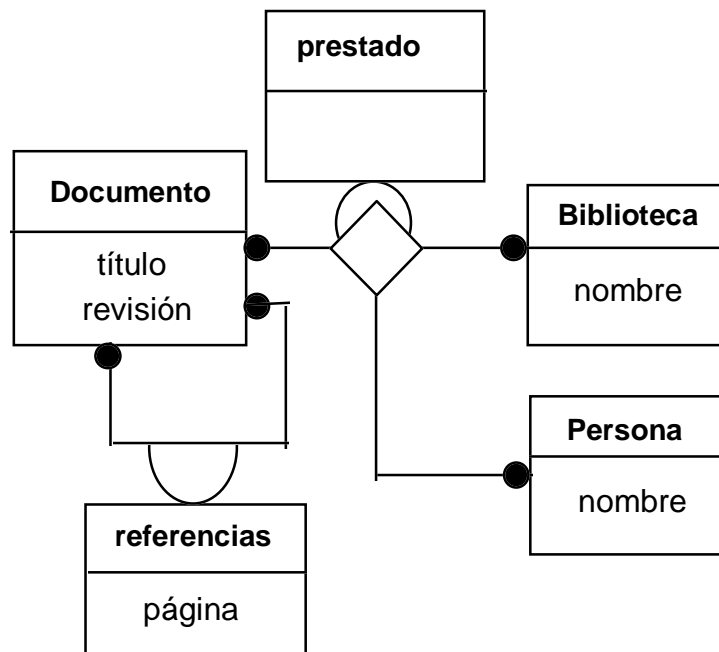 prestado
Documento
título
revisión
Biblioteca
nombre
Persona
nombre
referencias
página